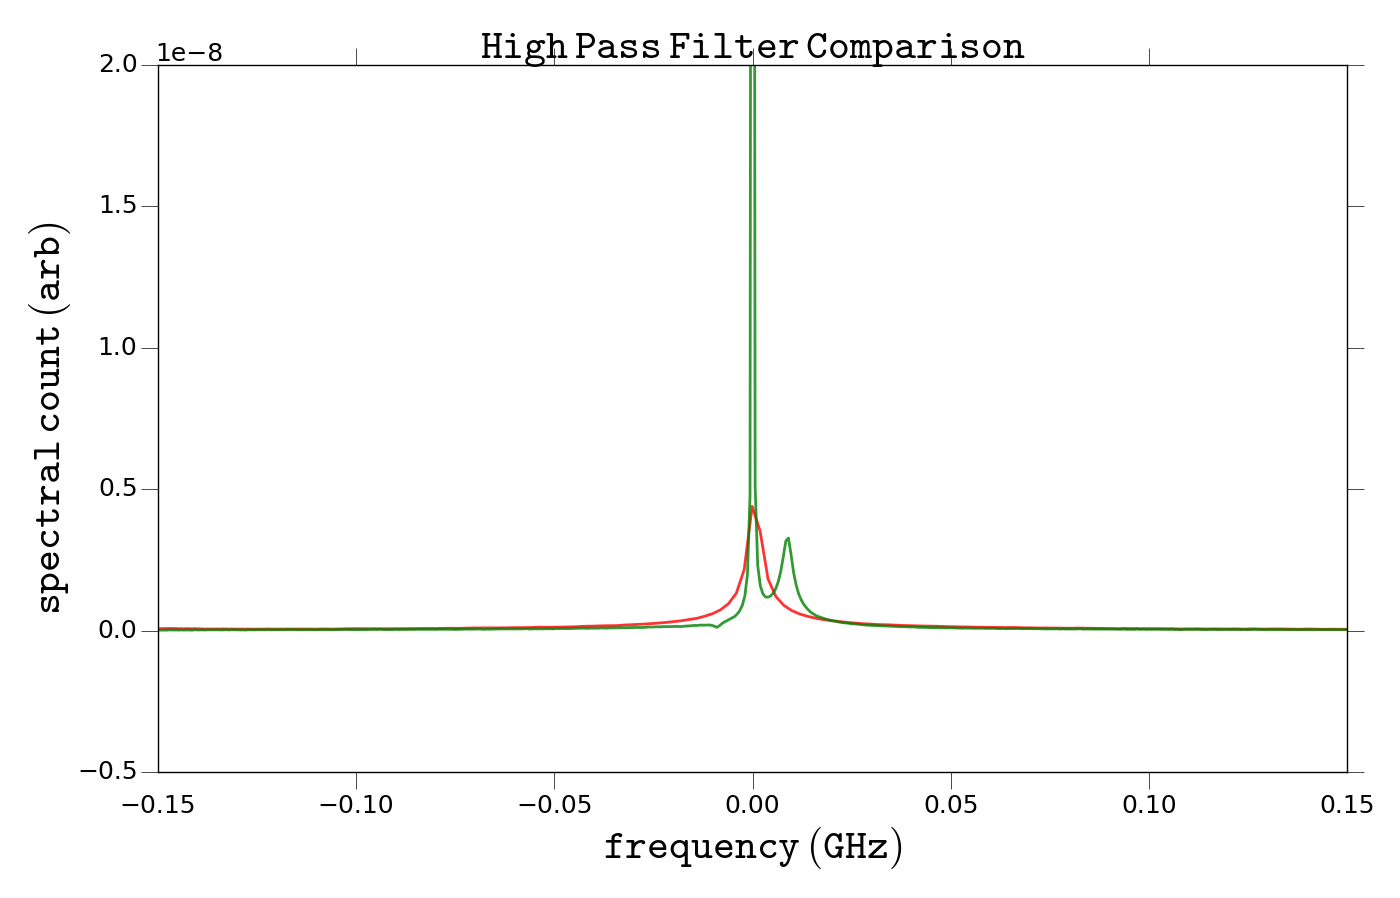 High Pass Filter Comparison
1e−8
2.0
1.5
1.0
0.5
0.0
−0.5
spectral count (arb)
−0.15 −0.10 −0.05 0.00 0.05 0.10 0.15
frequency (GHz)